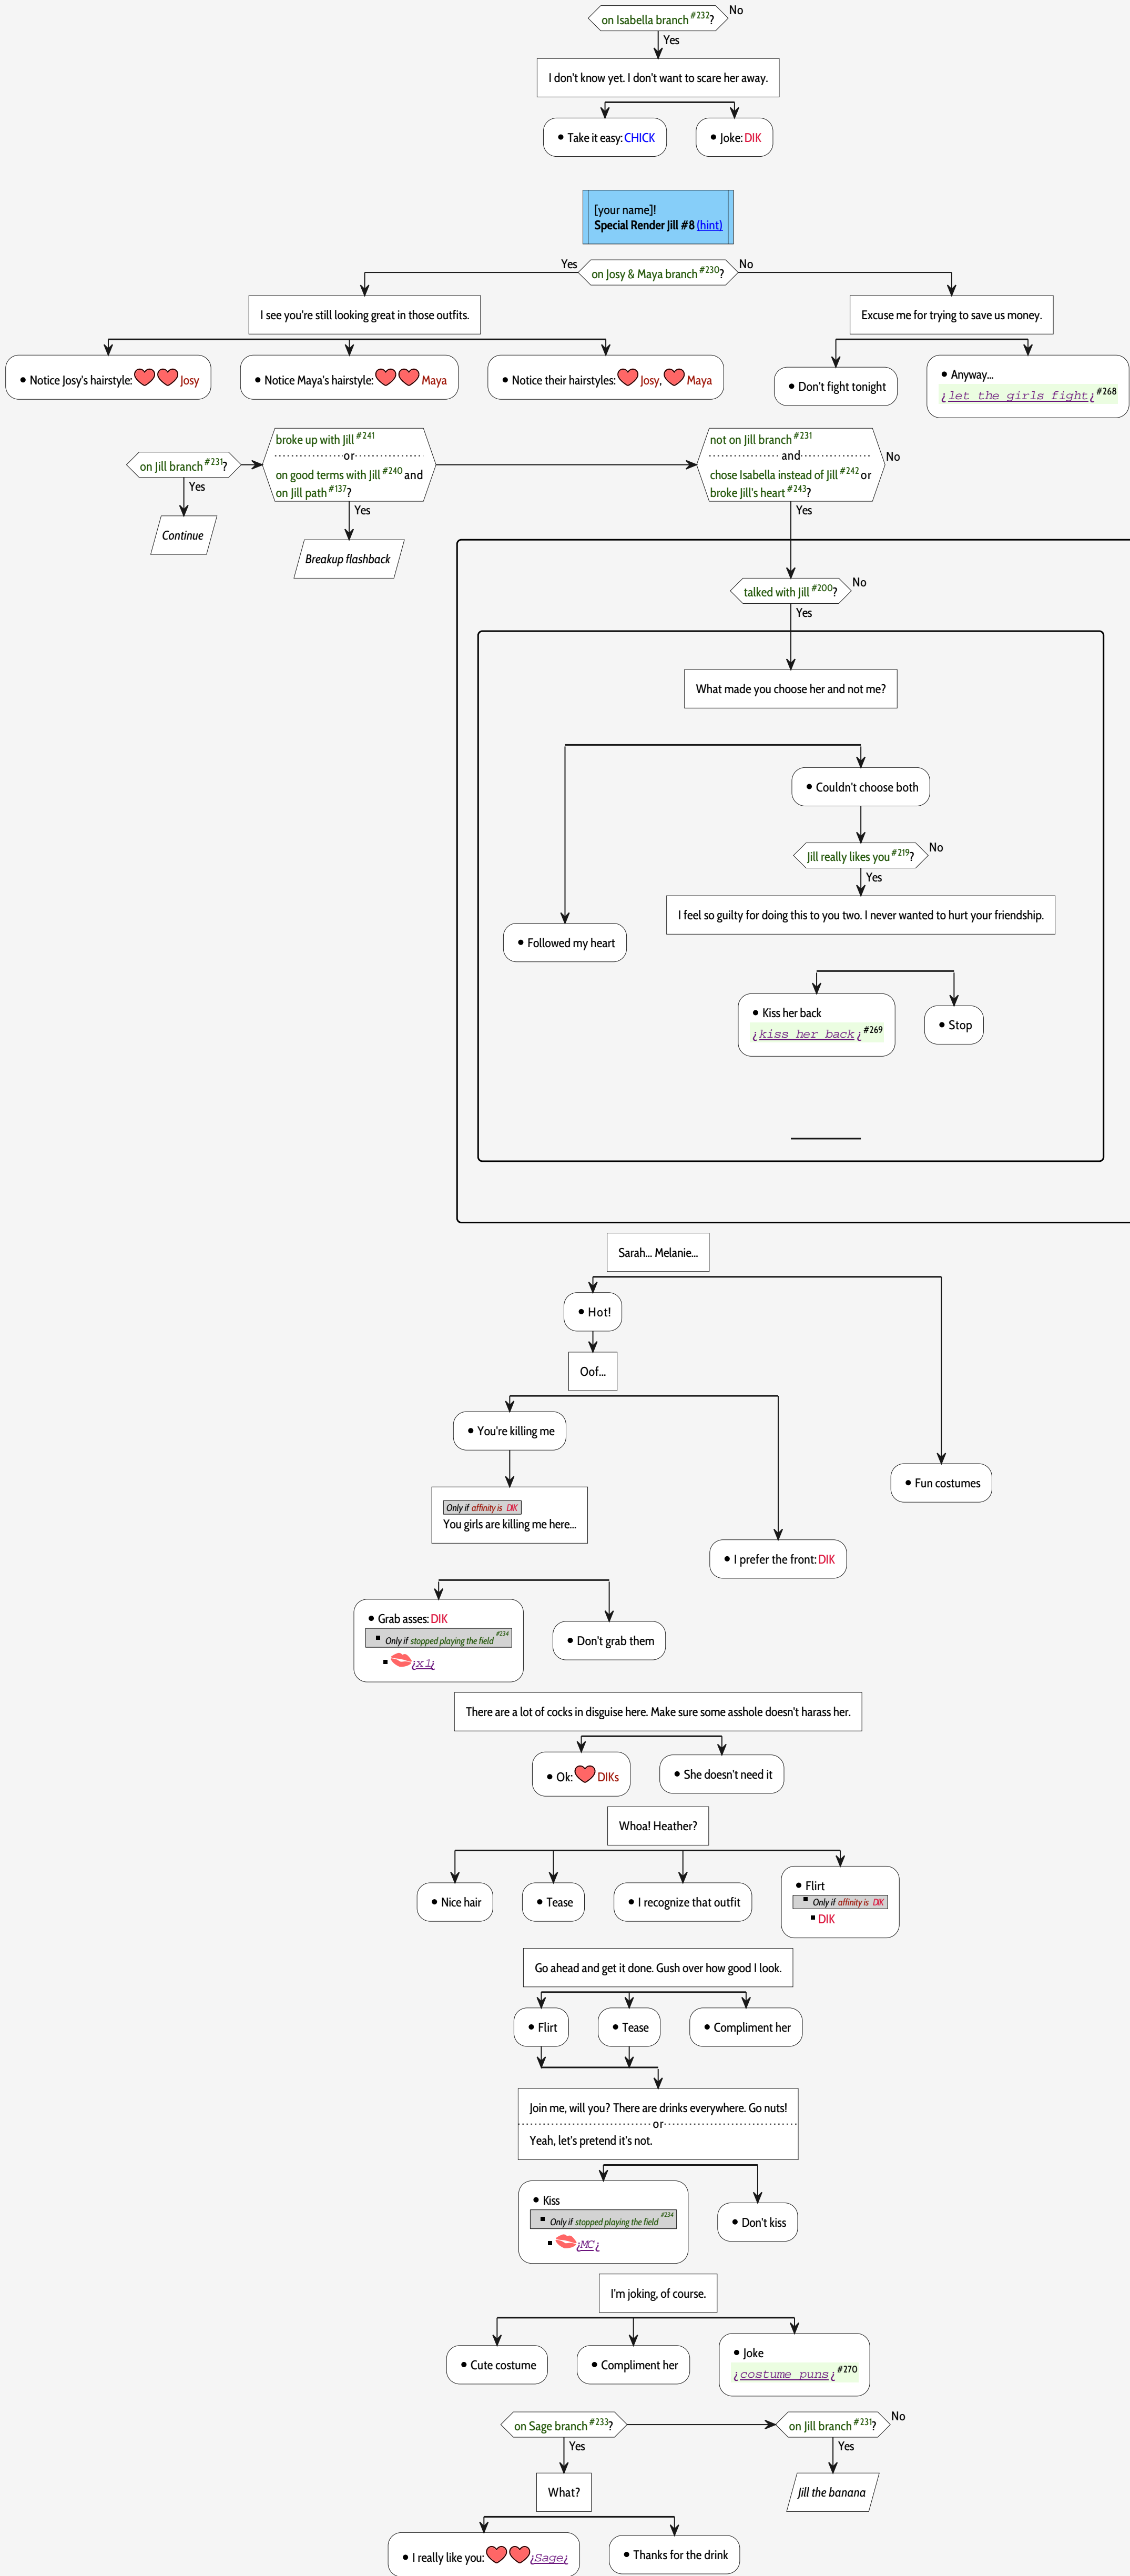 on Isabella branch #232?
No
Yes
I don't know yet. I don't want to scare her away.
• Take it easy: CHICK
• Joke: DIK
[your name]!
Special Render Jill #8 (hint)
Yes
on Josy & Maya branch #230?
No
I see you're still looking great in those outfits.
Excuse me for trying to save us money.
• Notice Josy's hairstyle: Josy
• Notice Maya's hairstyle: Maya
• Notice their hairstyles: Josy, Maya
• Don't fight tonight
• Anyway...
¿let the girls fight¿ #268
on Jill branch #231?
Yes
Continue
broke up with Jill #241
or
on good terms with Jill #240 and
on Jill path #137?
Yes
Breakup flashback
not on Jill branch #231
and
chose Isabella instead of Jill #242 or
broke Jill's heart #243?
No
Yes
talked with Jill #200?
No
Yes
What made you choose her and not me?
• Couldn't choose both
Jill really likes you #219?
No
Yes
I feel so guilty for doing this to you two. I never wanted to hurt your friendship.
• Followed my heart
• Kiss her back
¿kiss her back¿ #269
• Stop
Sarah... Melanie...
• Hot!
Oof...
• You're killing me
• Fun costumes
Only if affinity is DIK
You girls are killing me here...
• I prefer the front: DIK
• Grab asses: DIK
▪ Only if stopped playing the field #234
▪ ¿x1¿
• Don't grab them
There are a lot of cocks in disguise here. Make sure some asshole doesn't harass her.
• Ok: DIKs
• She doesn't need it
Whoa! Heather?
• Nice hair
• Tease
• I recognize that outfit
• Flirt
▪ Only if affinity is DIK
▪ DIK
Go ahead and get it done. Gush over how good I look.
• Flirt
• Tease
• Compliment her
Join me, will you? There are drinks everywhere. Go nuts!
or
Yeah, let's pretend it's not.
• Kiss
▪ Only if stopped playing the field #234
▪ ¿MC¿
• Don't kiss
I'm joking, of course.
• Cute costume
• Compliment her
• Joke
¿costume puns¿ #270
on Sage branch #233?
Yes
on Jill branch #231?
No
Yes
What?
Jill the banana
• I really like you: ¿Sage¿
• Thanks for the drink